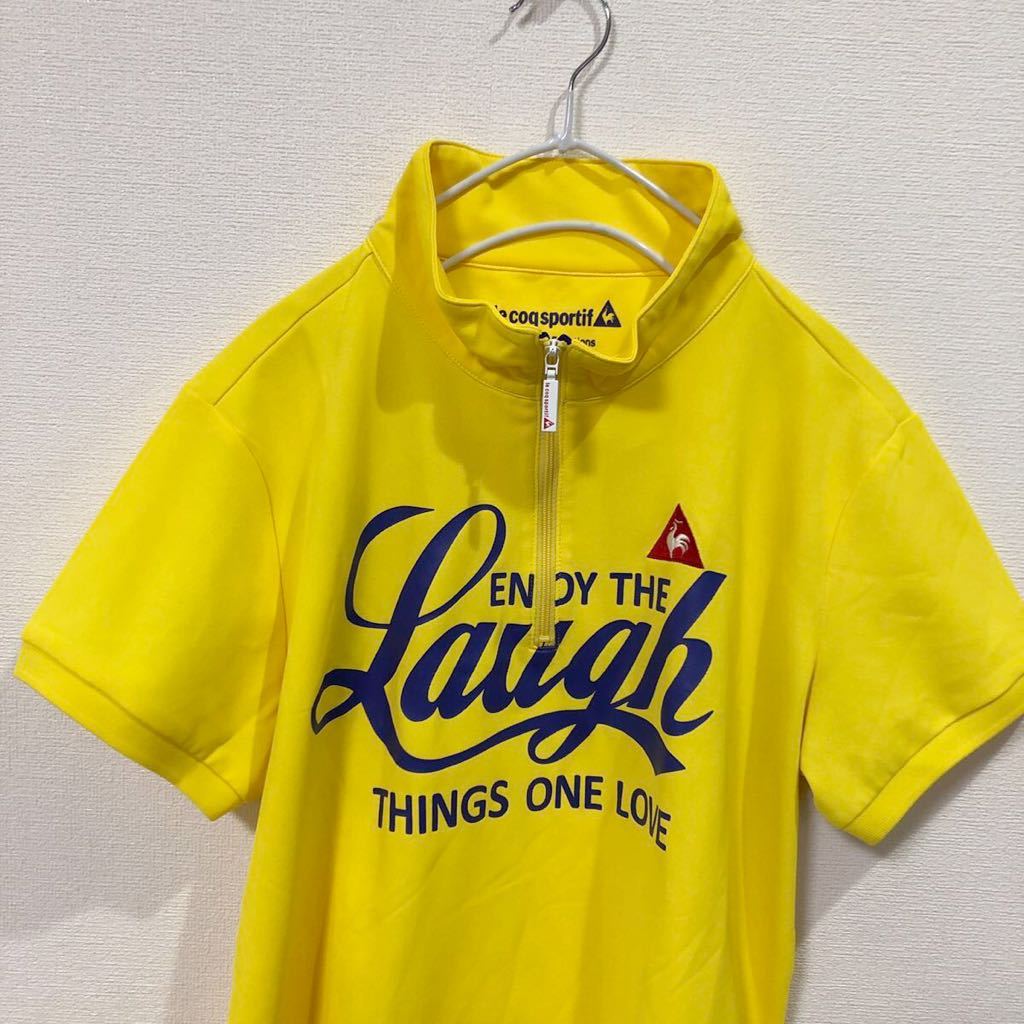 le coq sportif
le coq sportif
ENJOY THE
Laugh
THINGS ONE LOVE